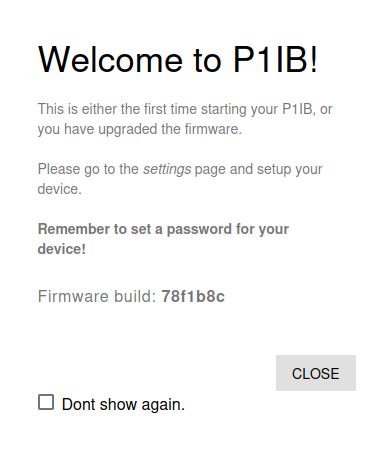 Welcome to P1IB!
This is either the first time starting your P1IB, or
you have upgraded the firmware.
Please go to the settings page and setup your
device.
Remember to set a password for your
device!
Firmware build: 78f1b8c
CLOSE
Dont show again.